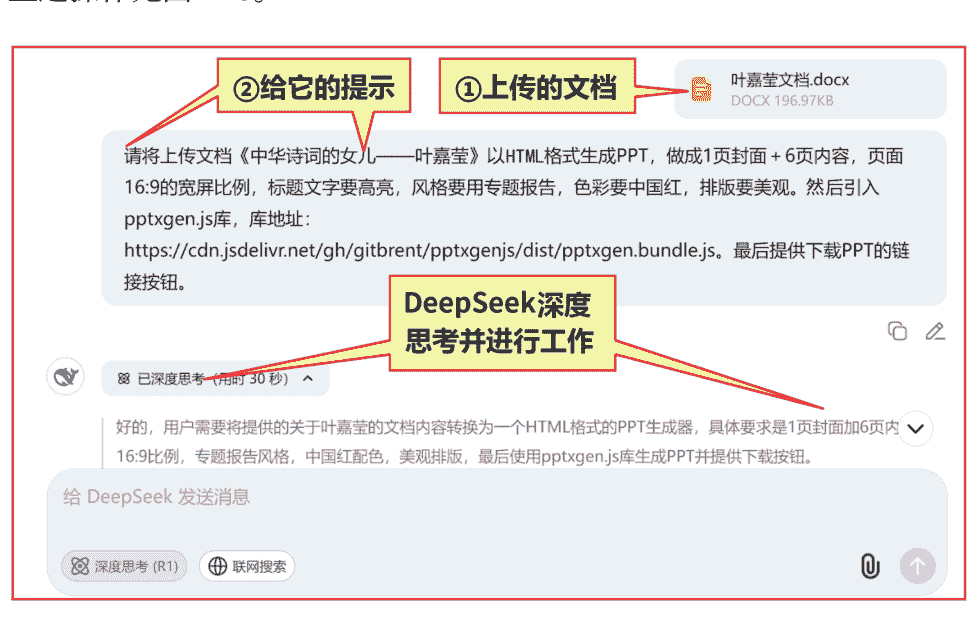 ②给它的提示
①上传的文档
叶嘉莹文档.docx
DOCX 196.97KB
请将上传文档《中华诗词的女儿——叶嘉莹》以HTML格式生成PPT，做成1页封面+6页内容，页面
16:9的宽屏比例，标题文字要高亮，风格要用专题报告，色彩要中国红，排版要美观。然后引入
pptxgen.js库，库地址：
https://cdn.jsdelivr.net/gh/gitbrent/pptxgenjs/dist/pptxgen.bundle.js。最后提供下载PPT的链
接按钮。
DeepSeek深度
思考并进行工作
已深度思考（用时 30 秒）
好的，用户需要将提供的关于叶嘉莹的文档内容转换为一个HTML格式的PPT生成器，具体要求是1页封面加6页内
16:9比例，专题报告风格，中国红配色，美观排版，最后使用pptxgen.js库生成PPT并提供下载按钮。
给 DeepSeek 发送消息
深度思考 (R1)
联网搜索